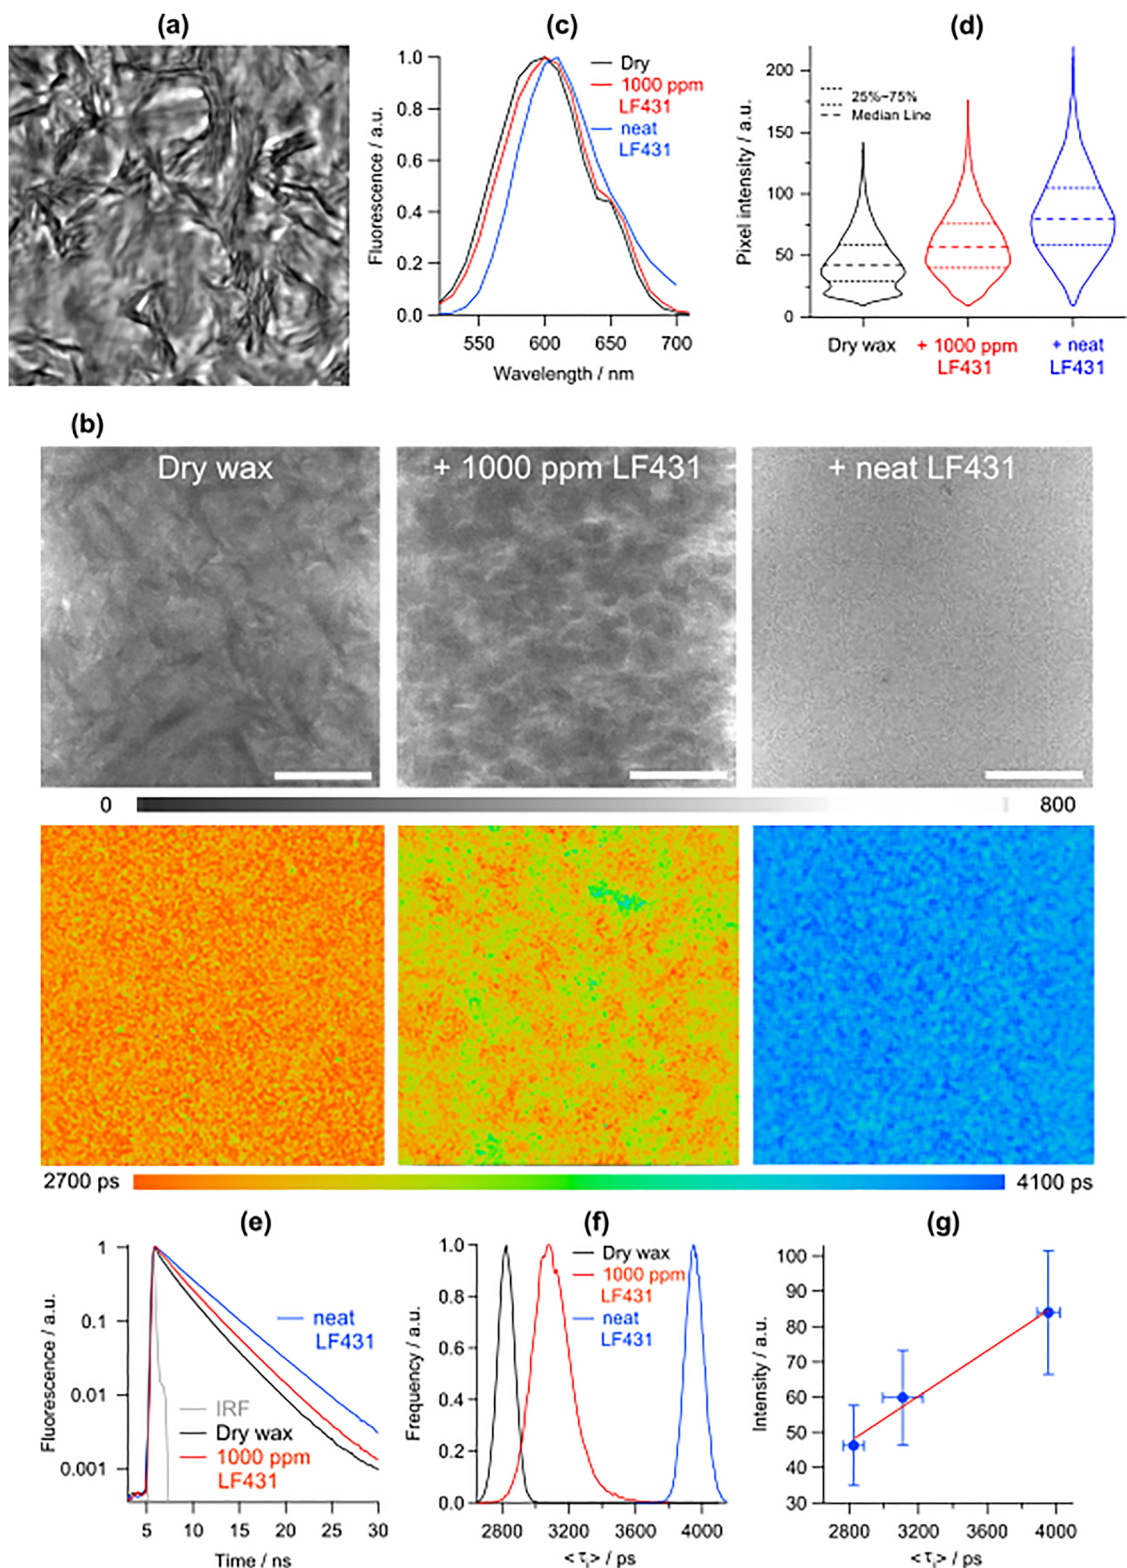 (a)
(c)
1.0
0.8
0.6
0.4
0.2
0.0
Fluorescence / a.u.
550 600 650 700
Wavelength / nm
Dry
1000 ppm
LF431
neat
LF431
(d)
200
150
100
50
0
Pixel intensity / a.u.
25%~75%
Median Line
Dry wax
+ 1000 ppm
LF431
+ neat
LF431
(b)
Dry wax
+ 1000 ppm LF431
+ neat LF431
0 800
2700 ps 4100 ps
(e)
1
0.1
0.01
0.001
Fluorescence / a.u.
5 10 15 20 25 30
Time / ns
neat
LF431
IRF
Dry wax
1000 ppm
LF431
(f)
1.0
0.8
0.6
0.4
0.2
0.0
Frequency / a.u.
2800 3200 3600 4000
<τᵢ> / ps
Dry wax
1000 ppm
LF431
neat
LF431
(g)
100
90
80
70
60
50
40
30
Intensity / a.u.
2800 3200 3600 4000
<τᵢ> / ps